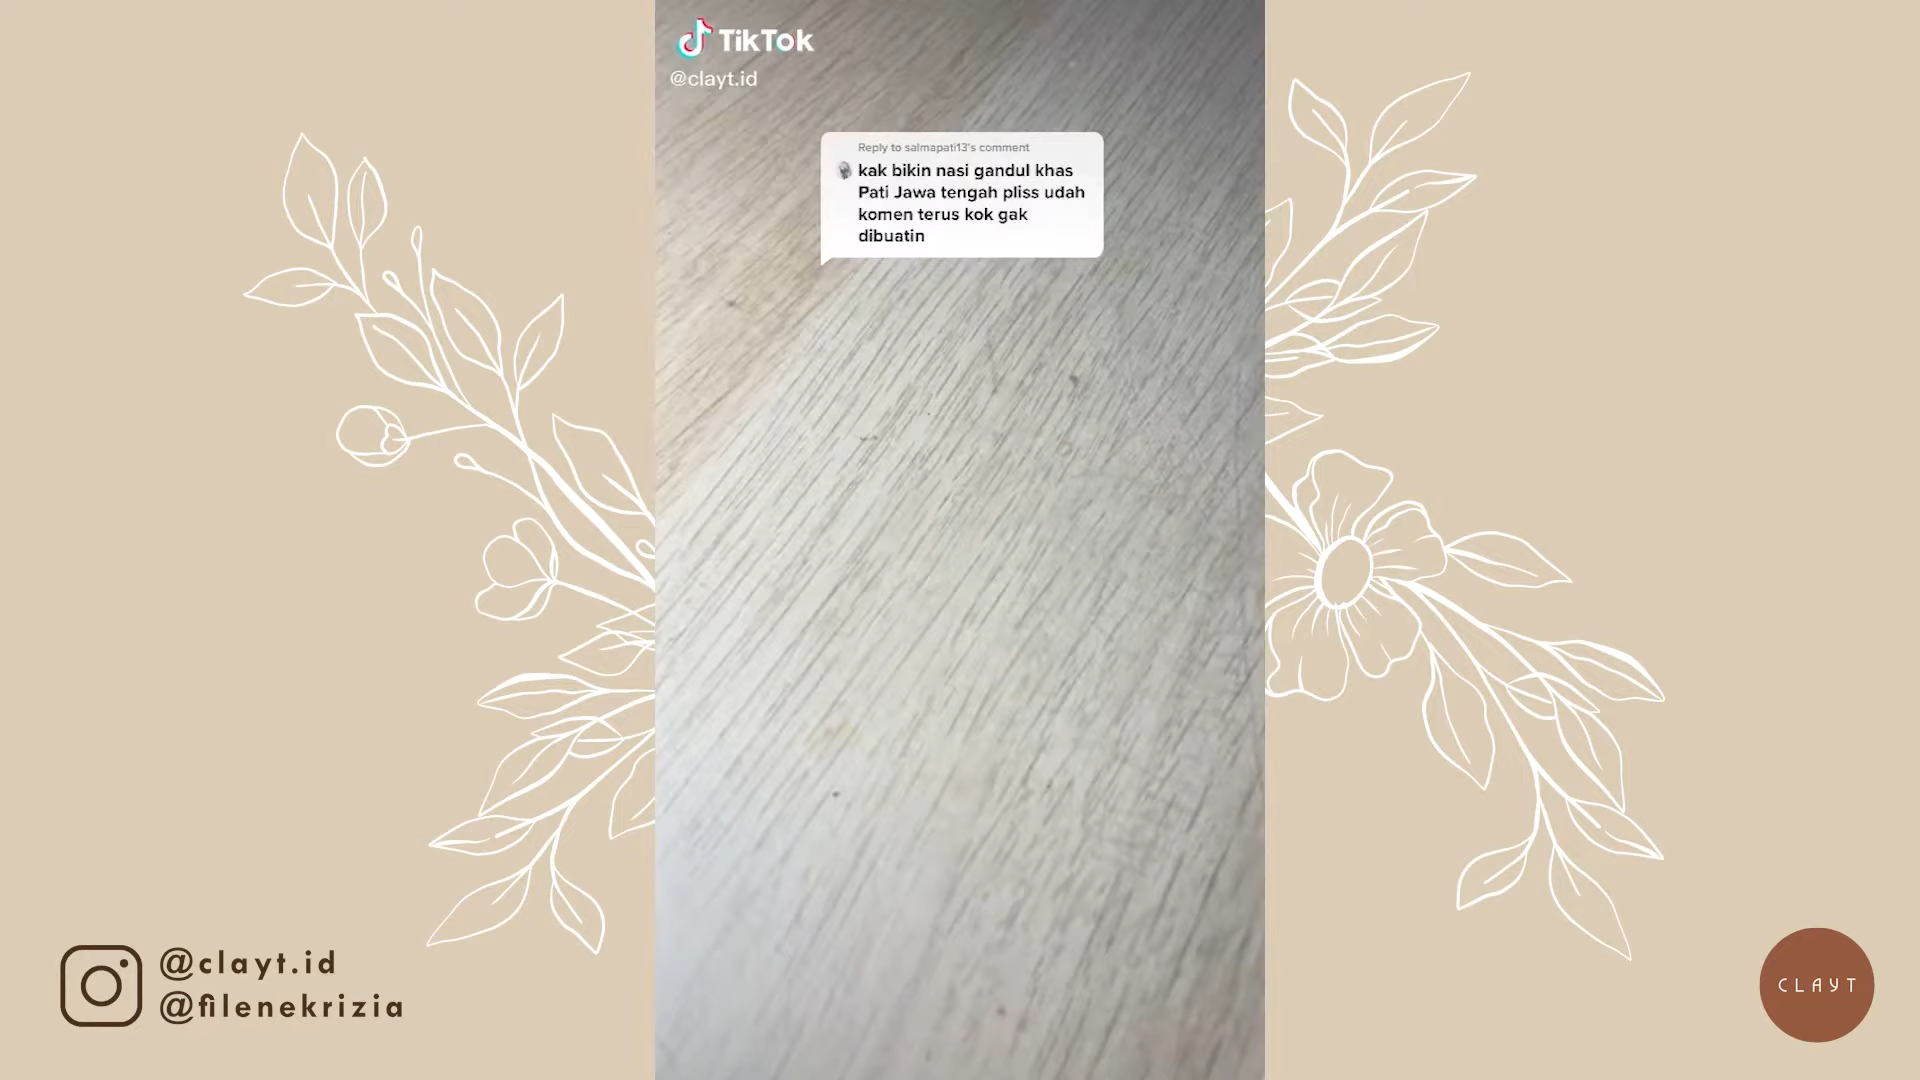 TikTok
@clayt.id
Reply to salmapati13's comment
kak bikin nasi gandul khas
Pati Jawa tengah pliss udah
komen terus kok gak
dibuatin
@clayt.id
@filenekrizia
CLAYT